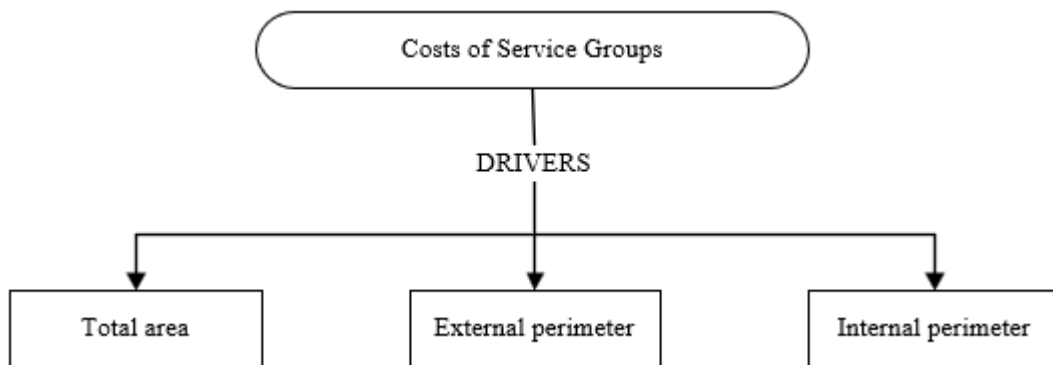 Costs of Service Groups
DRIVERS
Total area
External perimeter
Internal perimeter